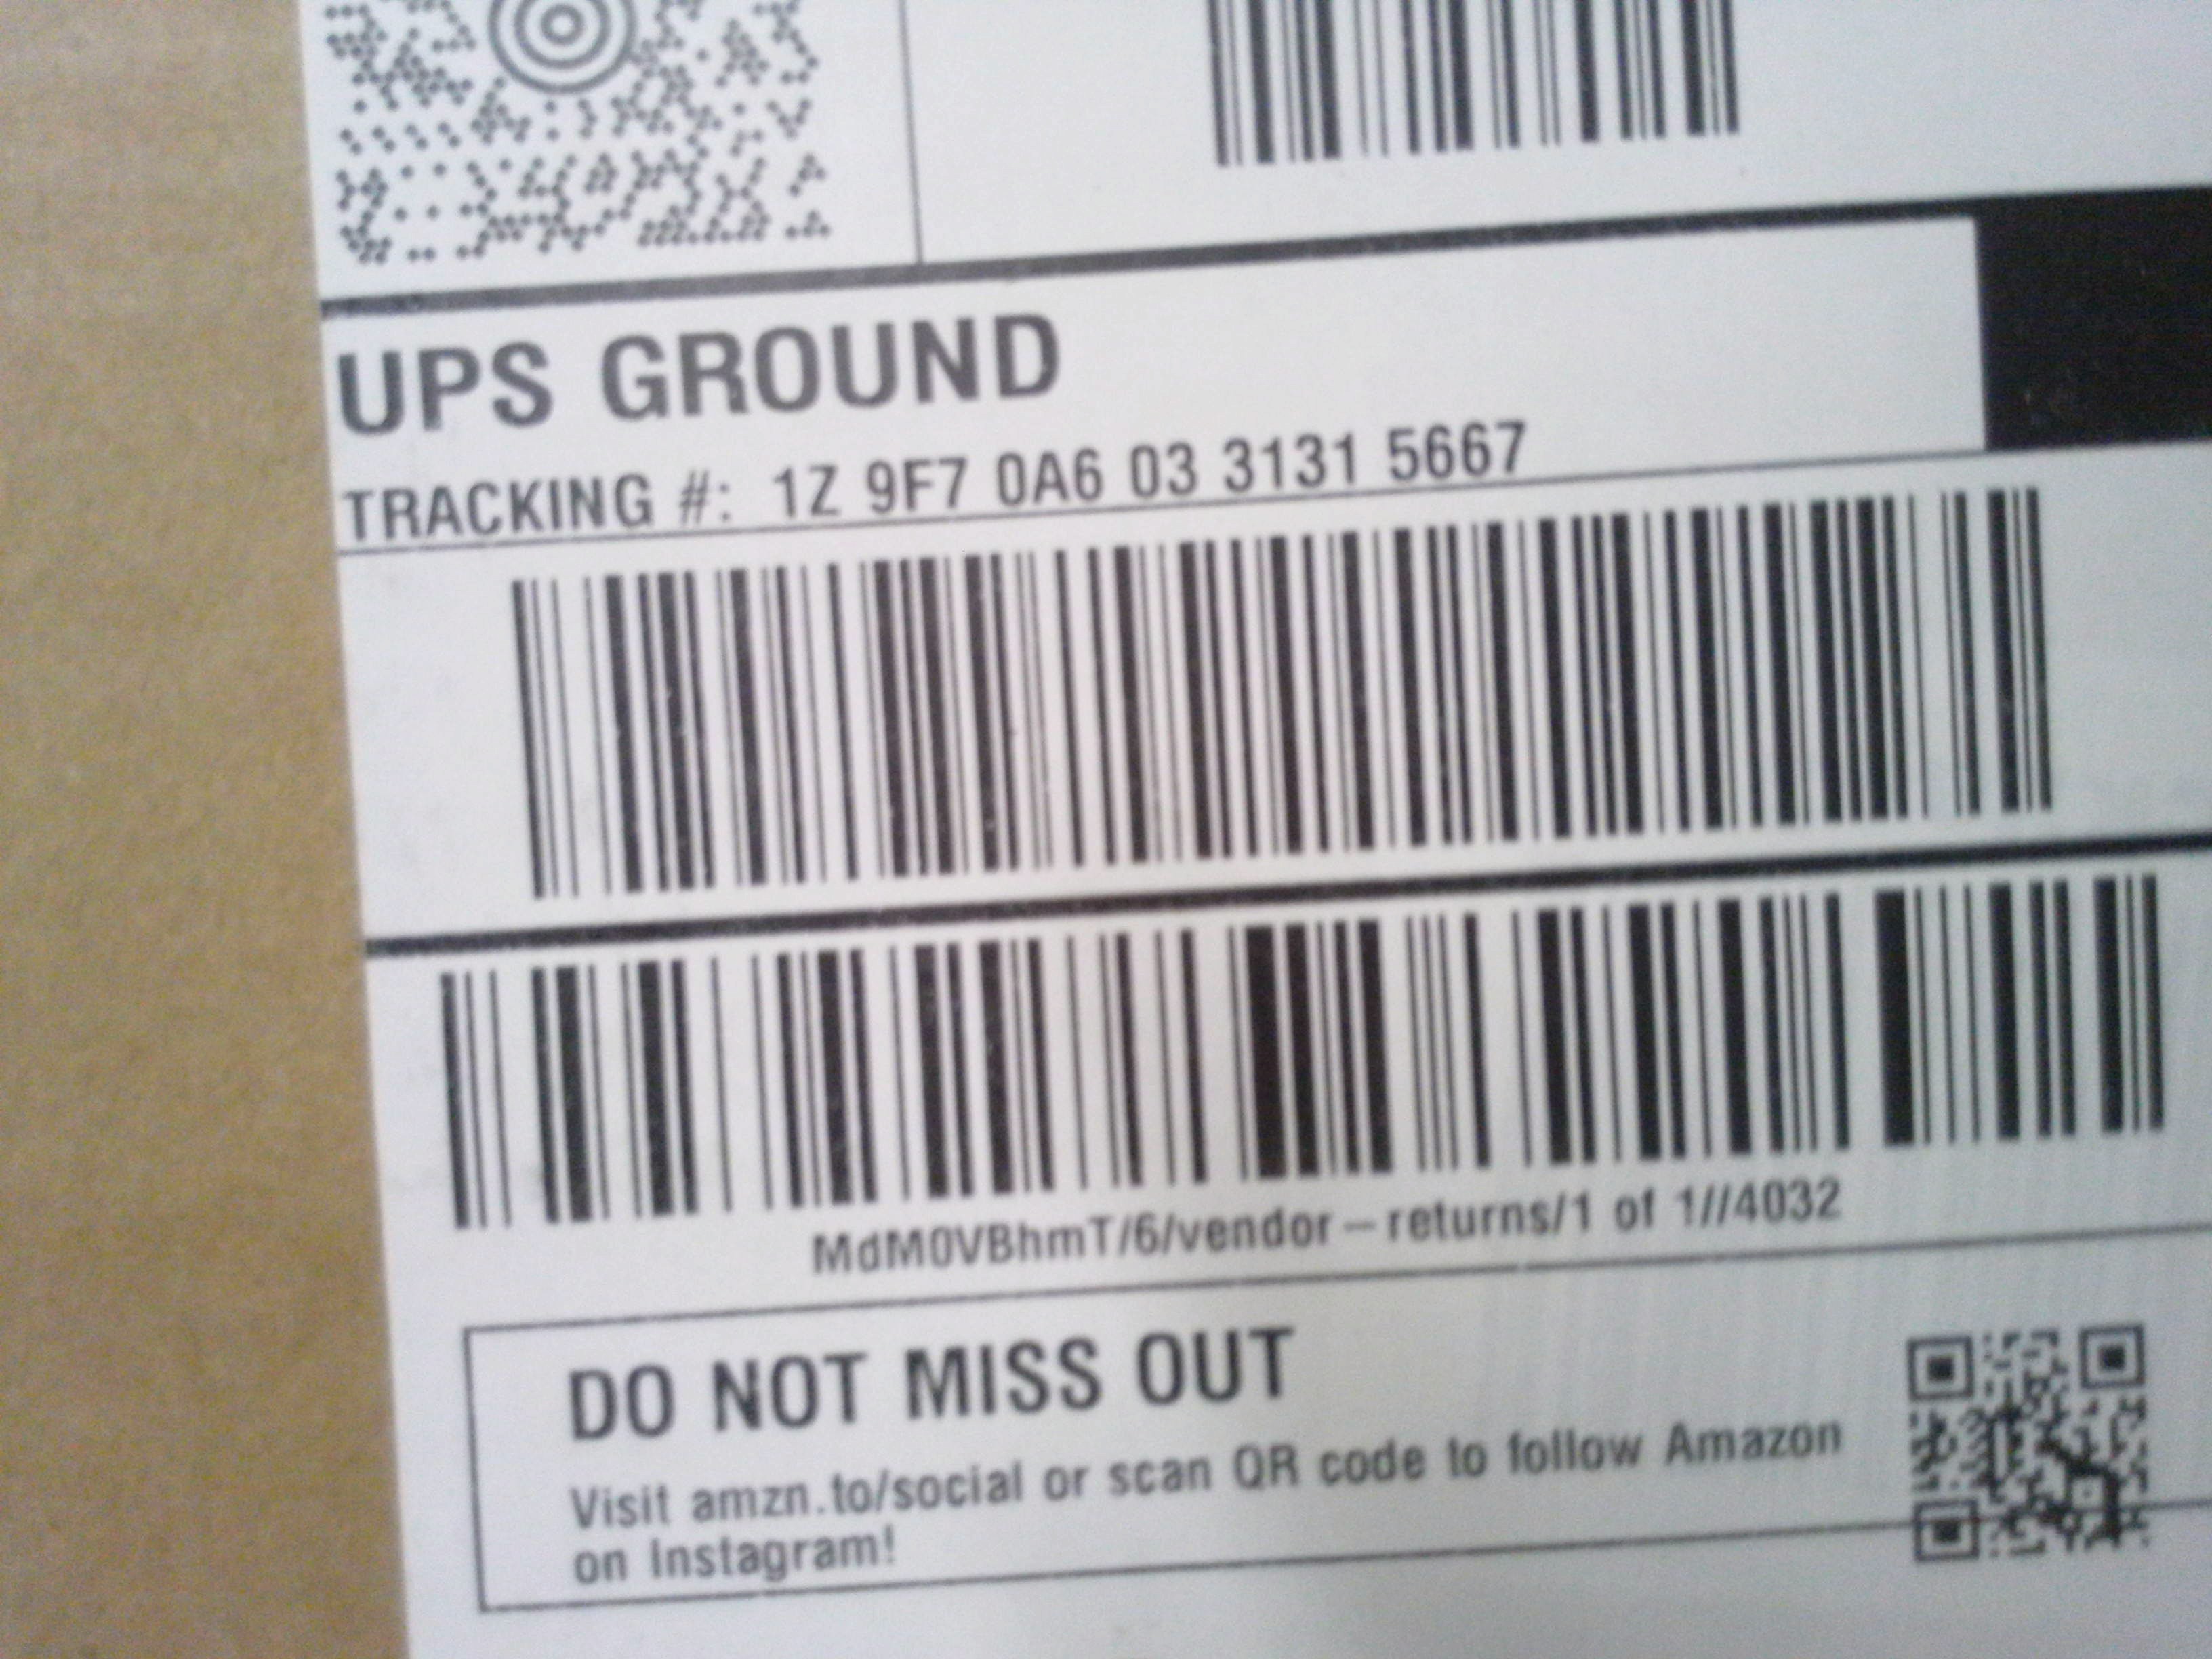 UPS GROUND
TRACKING #: 1Z 9F7 0A6 03 3131 5667
MdM0VBhmT/6/vendor-returns/1 of 1//4032
DO NOT MISS OUT
Visit amzn.to/social or scan QR code to follow Amazon
on Instagram!